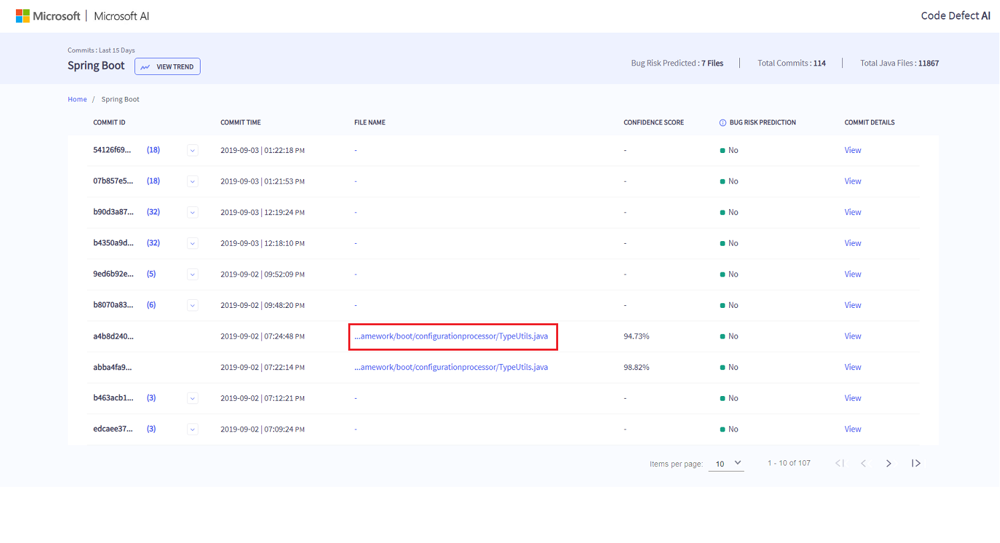 Microsoft | Microsoft AI
Code Defect AI
Commits : Last 15 Days
Spring Boot VIEW TREND
Bug Risk Predicted : 7 Files | Total Commits : 114 | Total Java Files : 11867
Home / Spring Boot
COMMIT ID COMMIT TIME FILE NAME CONFIDENCE SCORE BUG RISK PREDICTION COMMIT DETAILS
54126f69... (18) 2019-09-03 | 01:22:18 PM - - No View
07b857e5... (18) 2019-09-03 | 01:21:53 PM - - No View
b90d3a87... (32) 2019-09-03 | 12:19:24 PM - - No View
b4350a9d... (32) 2019-09-03 | 12:18:10 PM - - No View
9ed6b92e... (5) 2019-09-02 | 09:52:09 PM - - No View
b8070a83... (6) 2019-09-02 | 09:48:20 PM - - No View
a4b8d240... 2019-09-02 | 07:24:48 PM ...amework/boot/configurationprocessor/TypeUtils.java 94.73% No View
abba4fa9... 2019-09-02 | 07:22:14 PM ...amework/boot/configurationprocessor/TypeUtils.java 98.82% No View
b463acb1... (3) 2019-09-02 | 07:12:21 PM - - No View
edcaee37... (3) 2019-09-02 | 07:09:24 PM - - No View
Items per page: 10 1 - 10 of 107